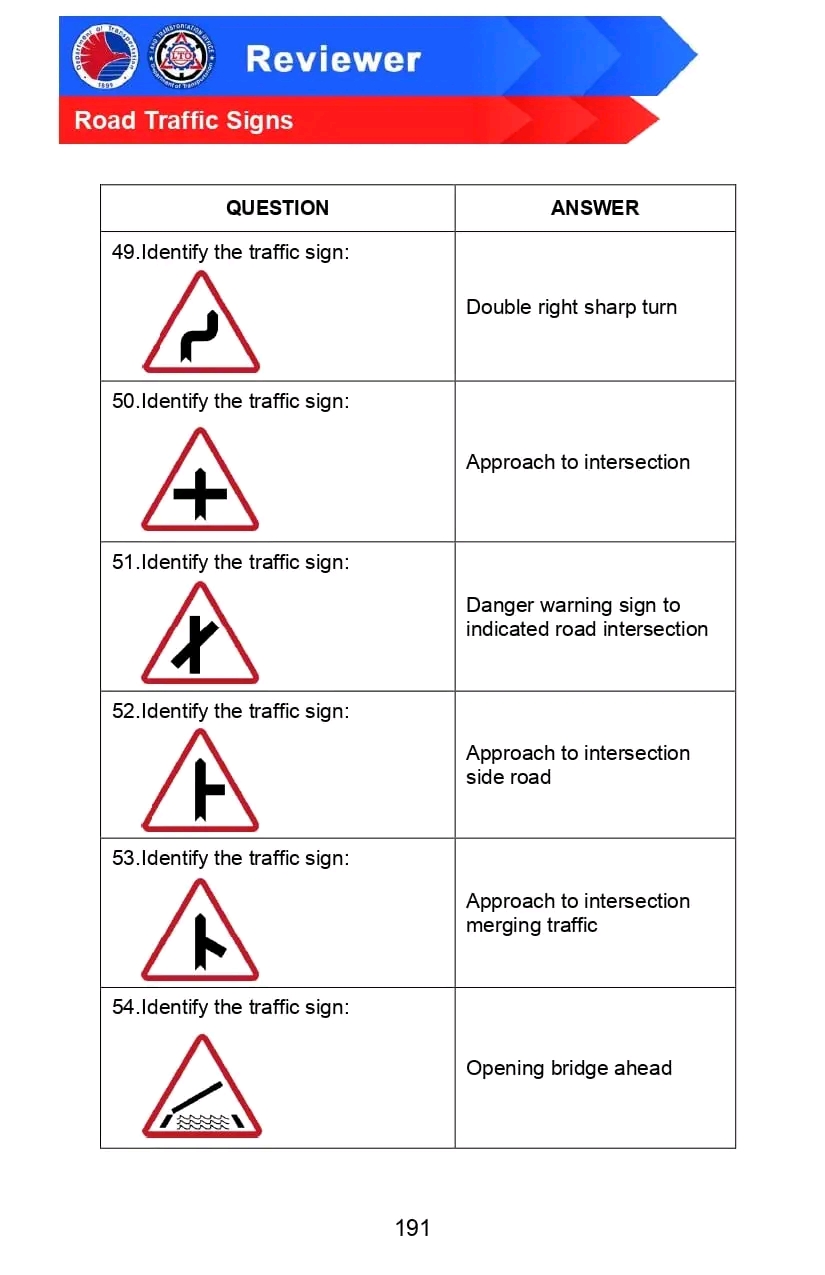 Department of Transportation
1899
LAND TRANSPORTATION OFFICE
LTO
Department of Transportation
Reviewer
Road Traffic Signs
QUESTION
ANSWER
49.Identify the traffic sign:
Double right sharp turn
50.Identify the traffic sign:
Approach to intersection
51.Identify the traffic sign:
Danger warning sign to
indicated road intersection
52.Identify the traffic sign:
Approach to intersection
side road
53.Identify the traffic sign:
Approach to intersection
merging traffic
54.Identify the traffic sign:
Opening bridge ahead
191